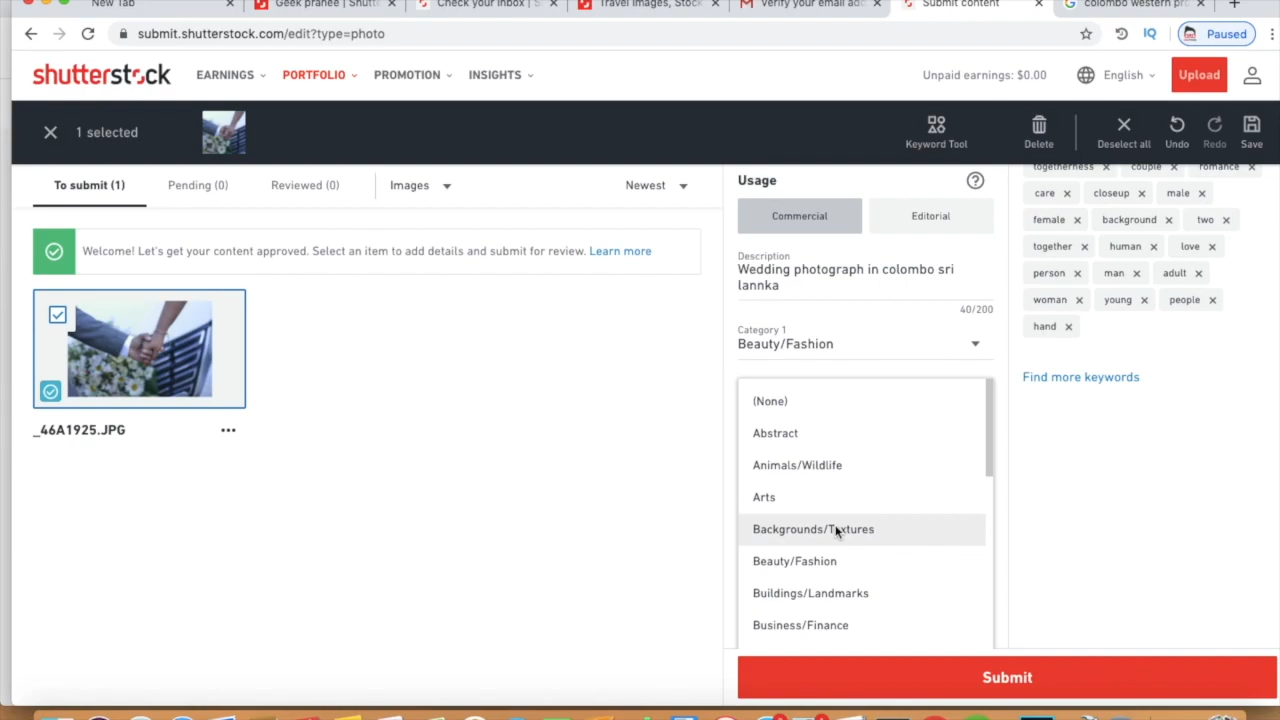 New Tab
Geek pranee | Shutte
Check your inbox | S
Travel Images, Stock
Verify your email add
Submit content
colombo western pro
submit.shutterstock.com/edit?type=photo
Paused
shutterstock
EARNINGS
PORTFOLIO
PROMOTION
INSIGHTS
Unpaid earnings: $0.00
English
Upload
1 selected
Keyword Tool
Delete
Deselect all
Undo
Redo
Save
To submit (1)
Pending (0)
Reviewed (0)
Images
Newest
Welcome! Let's get your content approved. Select an item to add details and submit for review. Learn more
_46A1925.JPG
Usage
Commercial
Editorial
Description
Wedding photograph in colombo sri
lannka
40/200
Category 1
Beauty/Fashion
(None)
Abstract
Animals/Wildlife
Arts
Backgrounds/Textures
Beauty/Fashion
Buildings/Landmarks
Business/Finance
togetherness couple romance
care closeup male
female background two
together human love
person man adult
woman young people
hand
Find more keywords
Submit